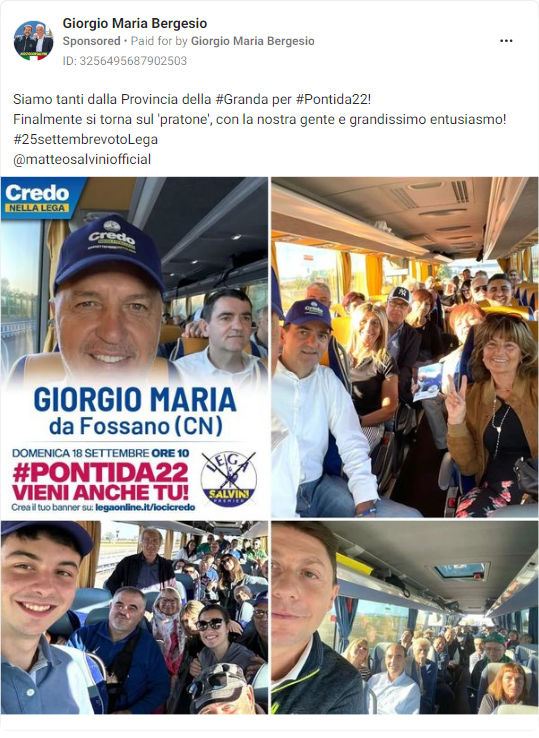 Giorgio Maria Bergesio
Sponsored • Paid for by Giorgio Maria Bergesio
ID: 3256495687902503
Siamo tanti dalla Provincia della #Granda per #Pontida22!
Finalmente si torna sul 'pratone', con la nostra gente e grandissimo entusiasmo!
#25settembrevotoLega
@matteosalviniofficial
Credo
NELLA LEGA
Credo
GIORGIO MARIA
da Fossano (CN)
DOMENICA 18 SETTEMBRE ORE 10
#PONTIDA22
VIENI ANCHE TU!
Crea il tuo banner su: legaonline.it/iocicredo
LEGA
SALVINI
PREMIER
Credo